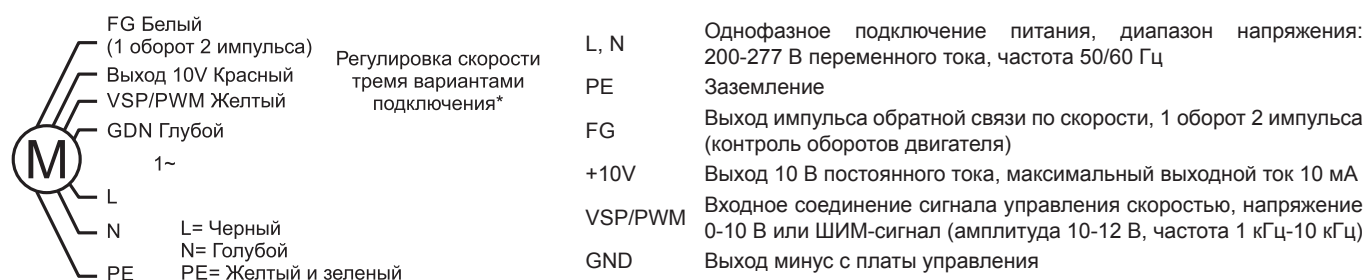 FG Белый
(1 оборот 2 импульса)
Выход 10V Красный
VSP/PWM Желтый
GDN Глубой
1~
M
L
N
PE
L= Черный
N= Голубой
PE= Желтый и зеленый
Регулировка скорости
тремя вариантами
подключения*
L, N
Однофазное подключение питания, диапазон напряжения:
200-277 В переменного тока, частота 50/60 Гц
PE
Заземление
FG
Выход импульса обратной связи по скорости, 1 оборот 2 импульса
(контроль оборотов двигателя)
+10V
Выход 10 В постоянного тока, максимальный выходной ток 10 мА
VSP/PWM
Входное соединение сигнала управления скоростью, напряжение
0-10 В или ШИМ-сигнал (амплитуда 10-12 В, частота 1 кГц-10 кГц)
GND
Выход минус с платы управления